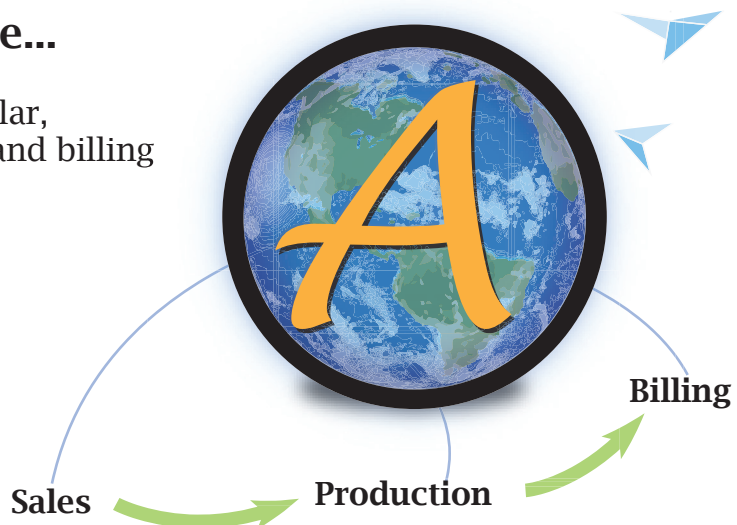 e...
lar,
and billing
A
Billing
Production
Sales